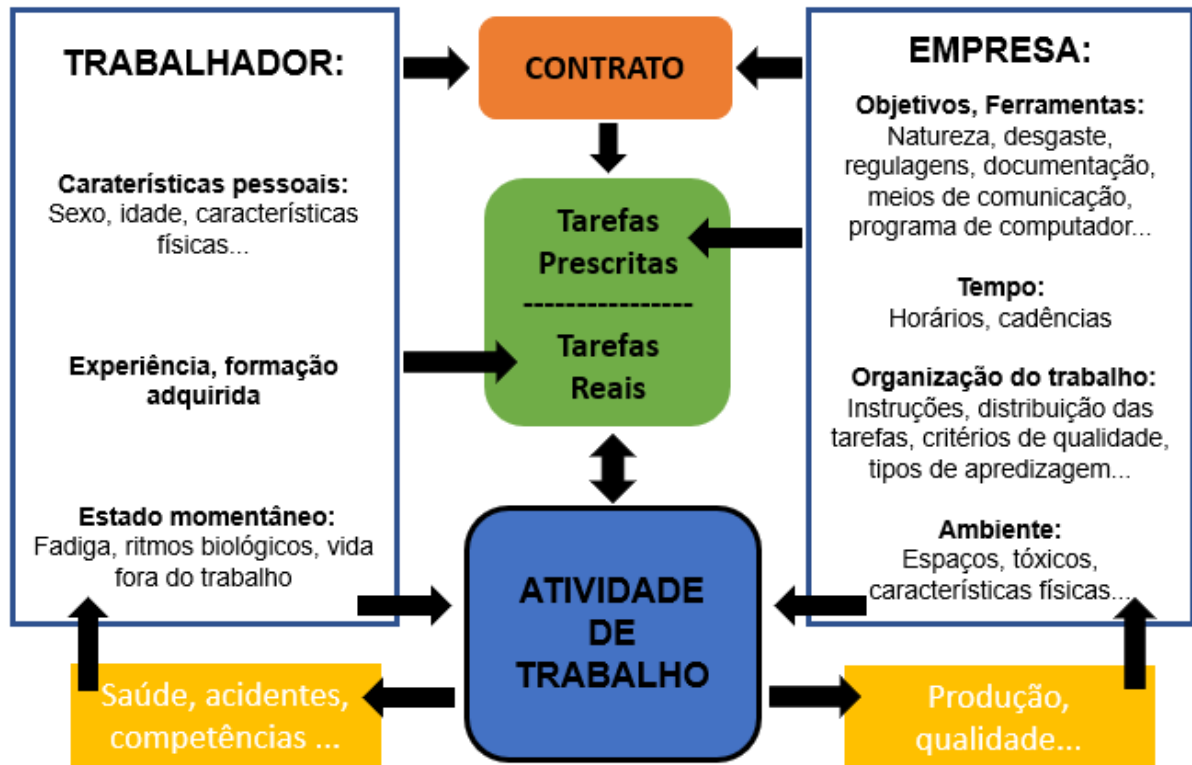 TRABALHADOR:
Caraterísticas pessoais:
Sexo, idade, características
físicas...
Experiência, formação
adquirida
Estado momentâneo:
Fadiga, ritmos biológicos, vida
fora do trabalho
CONTRATO
Tarefas
Prescritas
----------------
Tarefas
Reais
ATIVIDADE
DE
TRABALHO
EMPRESA:
Objetivos, Ferramentas:
Natureza, desgaste,
regulagens, documentação,
meios de comunicação,
programa de computador...
Tempo:
Horários, cadências
Organização do trabalho:
Instruções, distribuição das
tarefas, critérios de qualidade,
tipos de apredizagem...
Ambiente:
Espaços, tóxicos,
características físicas...
Saúde, acidentes,
competências ...
Produção,
qualidade...